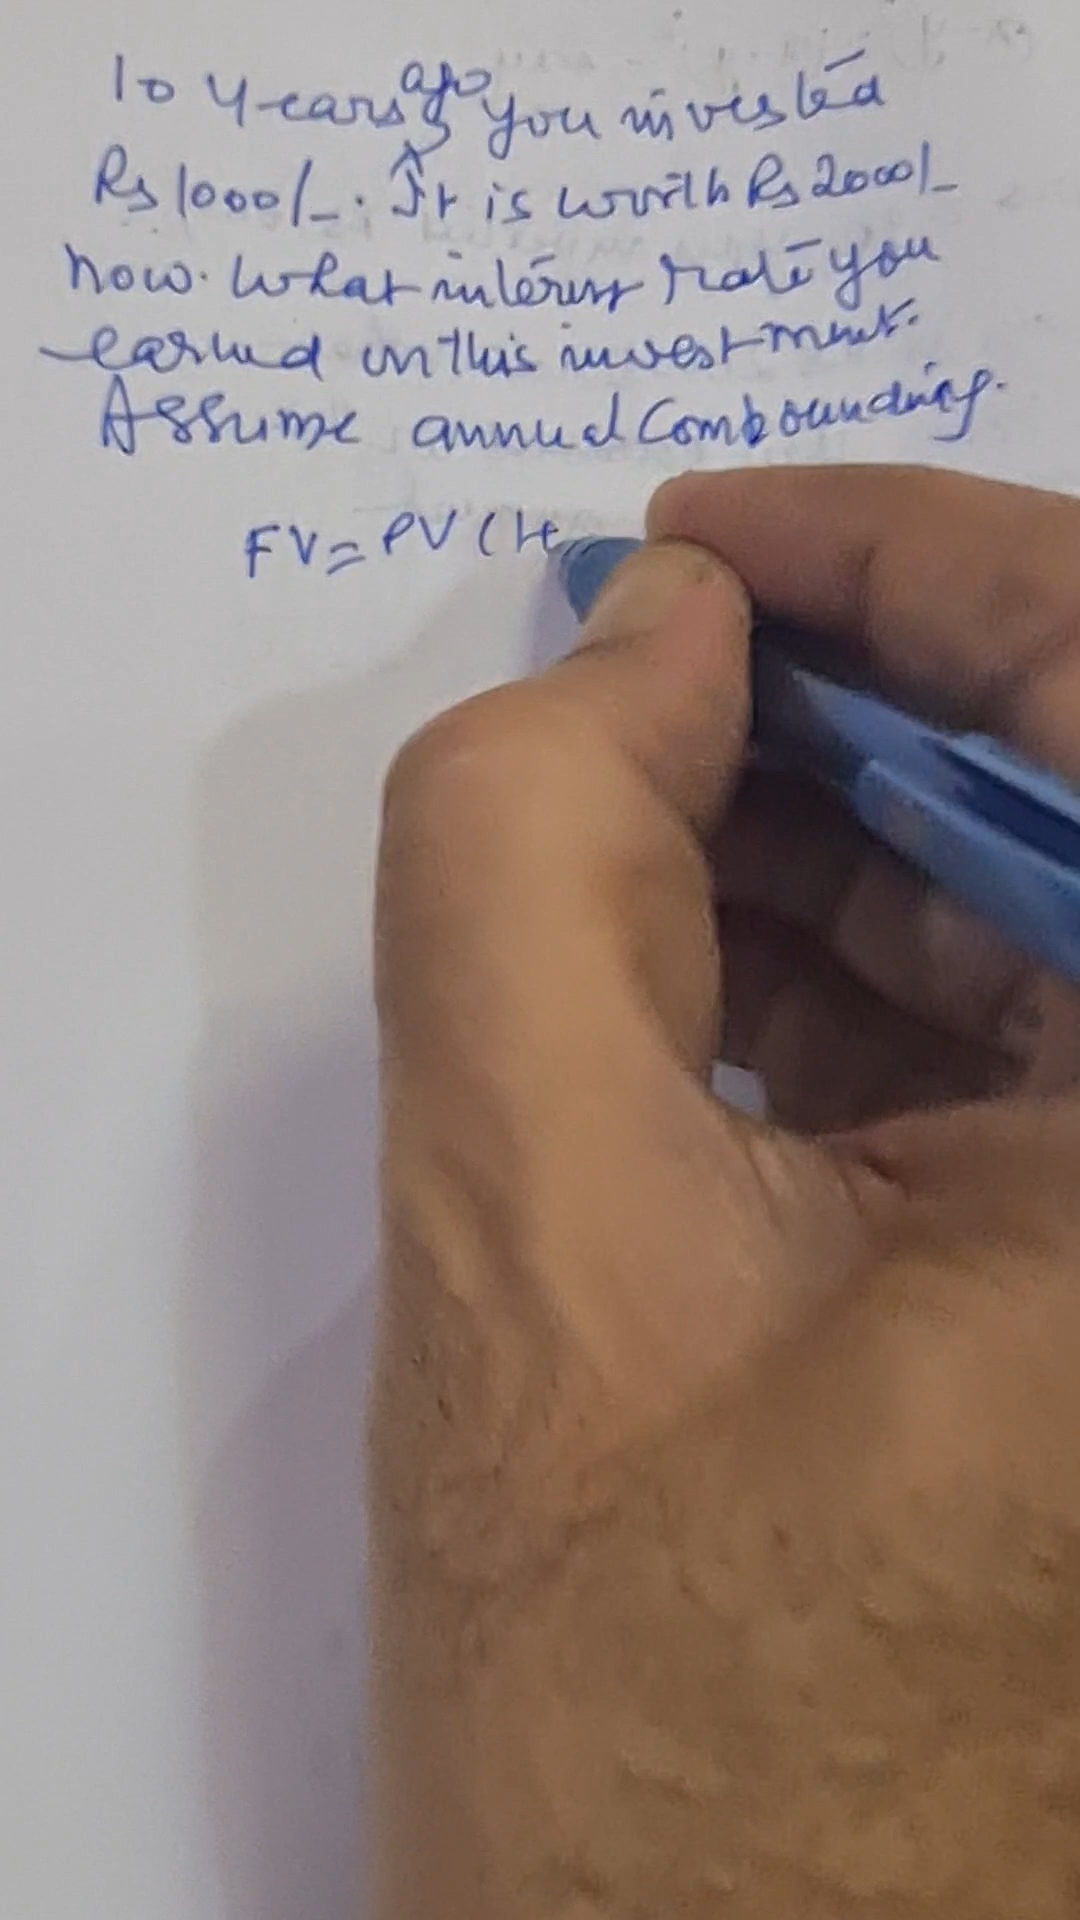 10 Years ago you invested
Rs 1000/-. It is worth Rs 2000/-
now. What interest rate you
earned on this investment.
Assume annual Compounding.
FV = PV (1+